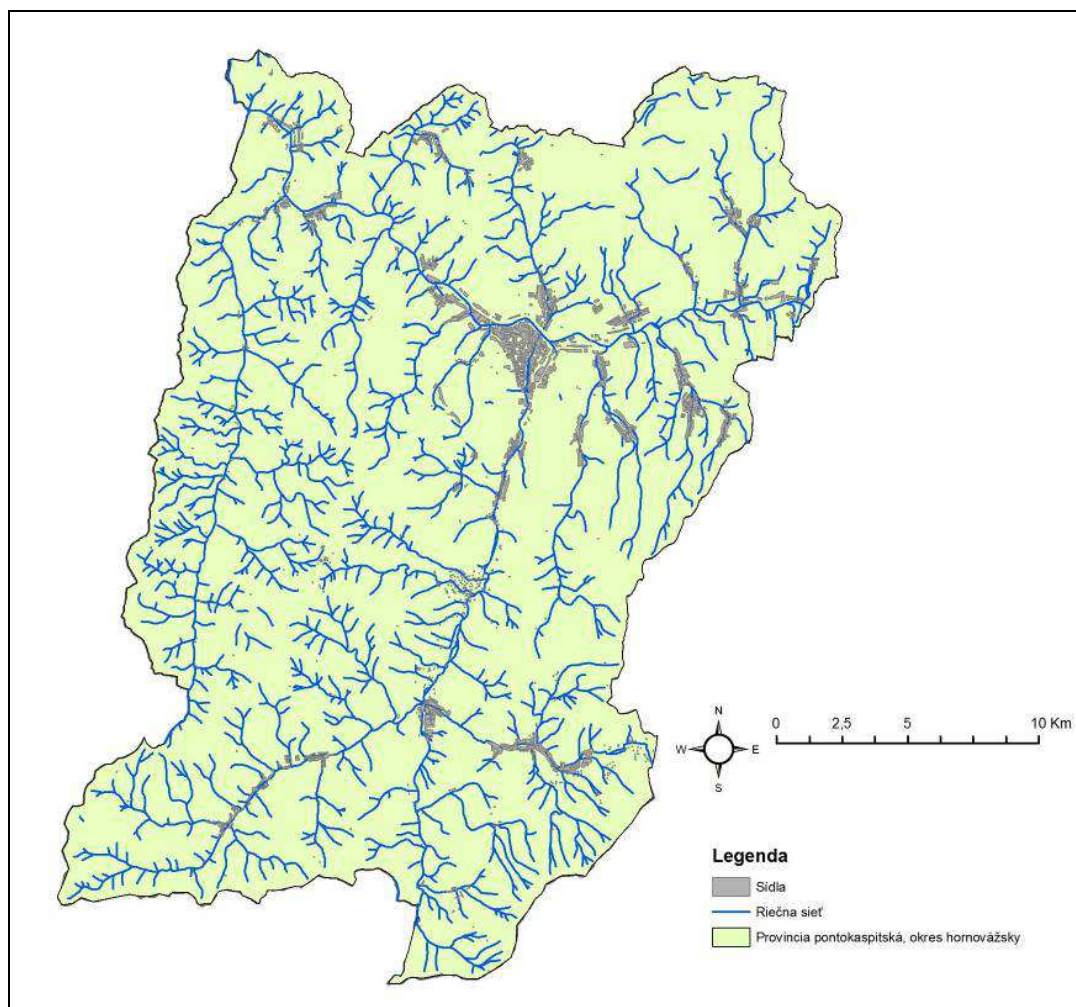 N
W E
S
0 2,5 5 10 Km
Legenda
Sídla
Riečna sieť
Provincia pontokaspitská, okres hornovážsky